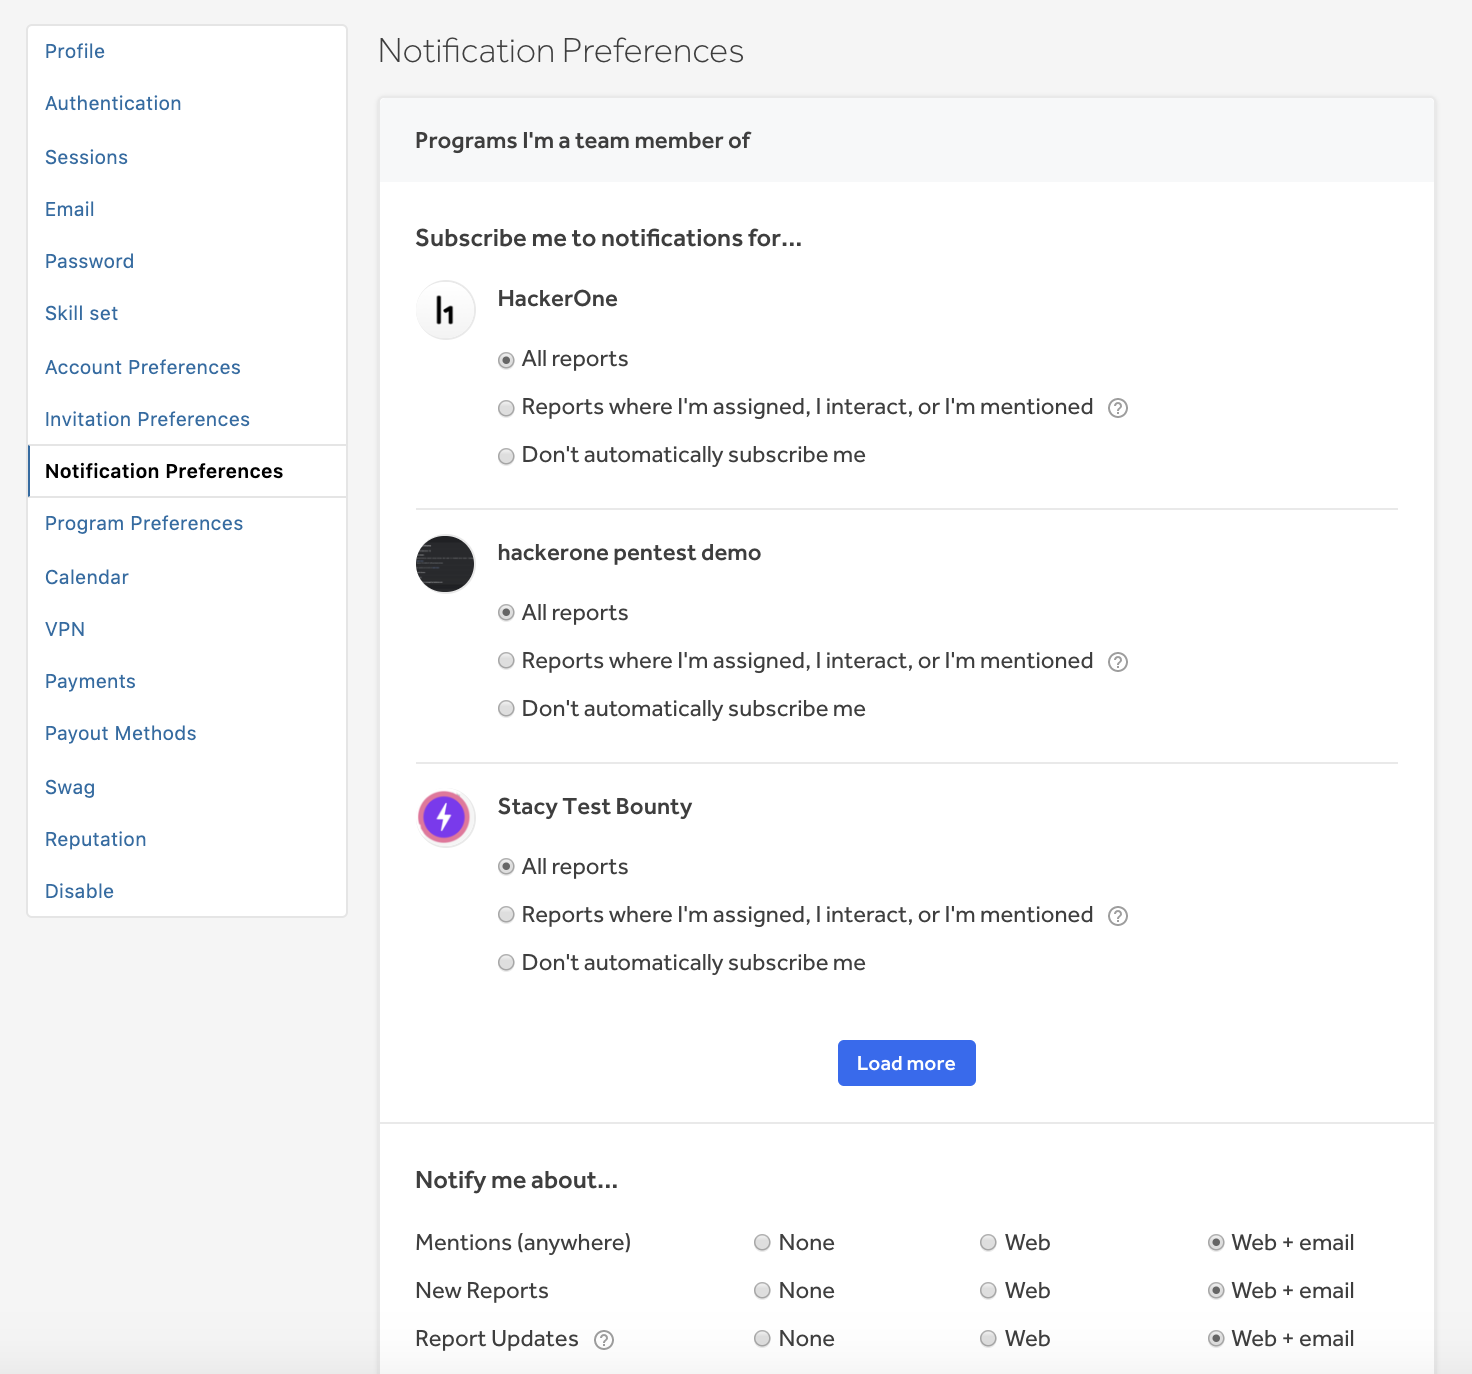 Profile
Authentication
Sessions
Email
Password
Skill set
Account Preferences
Invitation Preferences
Notification Preferences
Program Preferences
Calendar
VPN
Payments
Payout Methods
Swag
Reputation
Disable
Notification Preferences
Programs I'm a team member of
Subscribe me to notifications for...
h1
HackerOne
All reports
Reports where I'm assigned, I interact, or I'm mentioned ?
Don't automatically subscribe me
hackerone pentest demo
All reports
Reports where I'm assigned, I interact, or I'm mentioned ?
Don't automatically subscribe me
Stacy Test Bounty
All reports
Reports where I'm assigned, I interact, or I'm mentioned ?
Don't automatically subscribe me
Load more
Notify me about...
Mentions (anywhere) None Web Web + email
New Reports None Web Web + email
Report Updates ? None Web Web + email